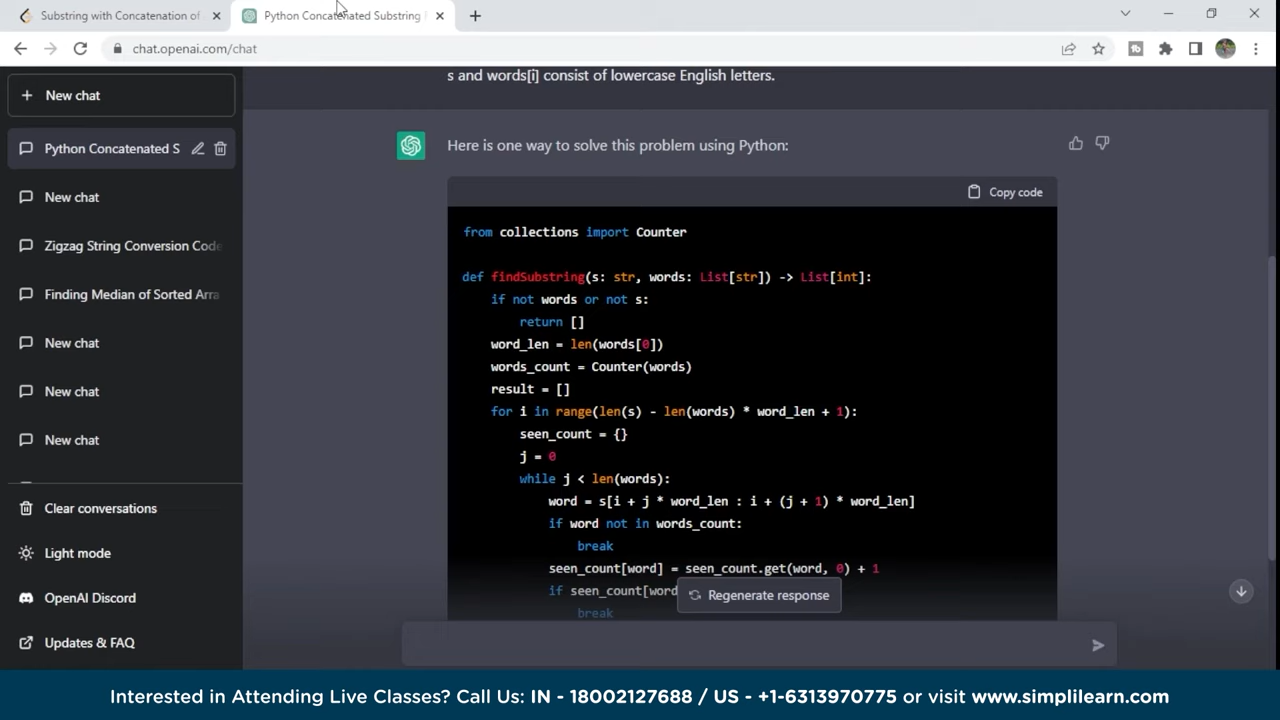 Substring with Concatenation of
Python Concatenated Substring
chat.openai.com/chat
New chat
Python Concatenated S
New chat
Zigzag String Conversion Code
Finding Median of Sorted Arra
New chat
New chat
New chat
Clear conversations
Light mode
OpenAI Discord
Updates & FAQ
s and words[i] consist of lowercase English letters.
Here is one way to solve this problem using Python:
Copy code
from collections import Counter
def findSubstring(s: str, words: List[str]) -> List[int]:
if not words or not s:
return []
word_len = len(words[0])
words_count = Counter(words)
result = []
for i in range(len(s) - len(words) * word_len + 1):
seen_count = {}
j = 0
while j < len(words):
word = s[i + j * word_len : i + (j + 1) * word_len]
if word not in words_count:
break
seen_count[word] = seen_count.get(word, 0) + 1
if seen_count[word
break
Regenerate response
Interested in Attending Live Classes? Call Us: IN - 18002127688 / US - +1-6313970775 or visit www.simplilearn.com